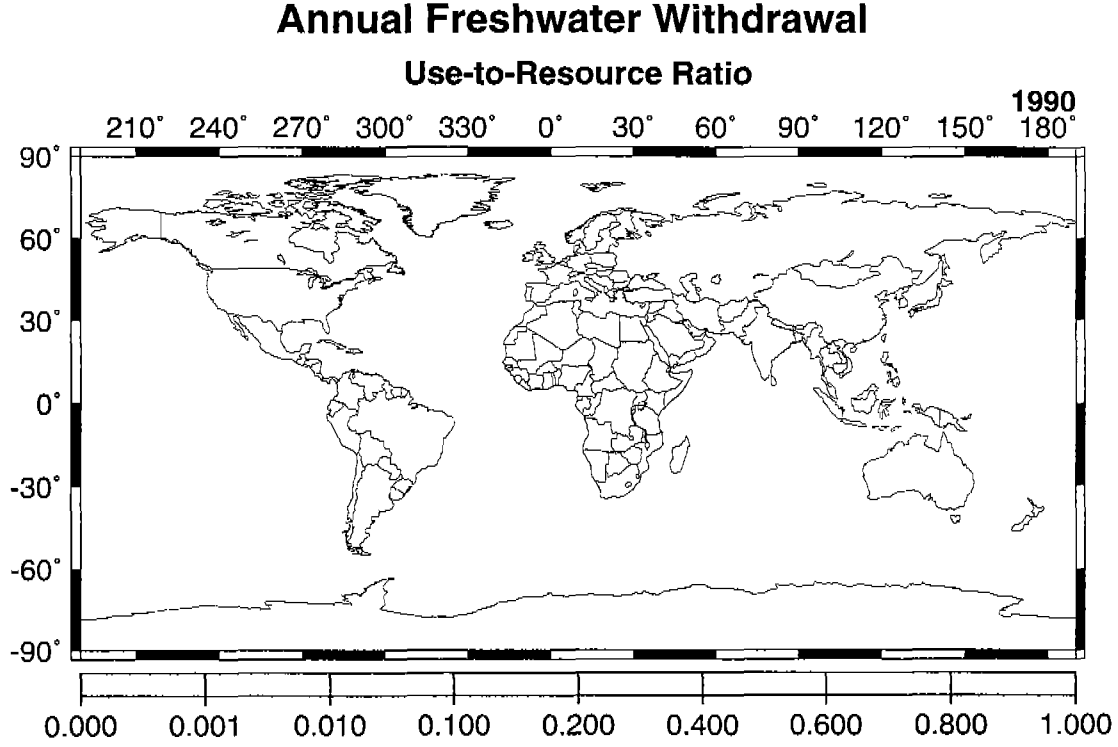 Annual Freshwater Withdrawal
Use-to-Resource Ratio
1990
210° 240° 270° 300° 330° 0° 30° 60° 90° 120° 150° 180°
90°
60°
30°
0°
-30°
-60°
-90°
0.000 0.001 0.010 0.100 0.200 0.400 0.600 0.800 1.000